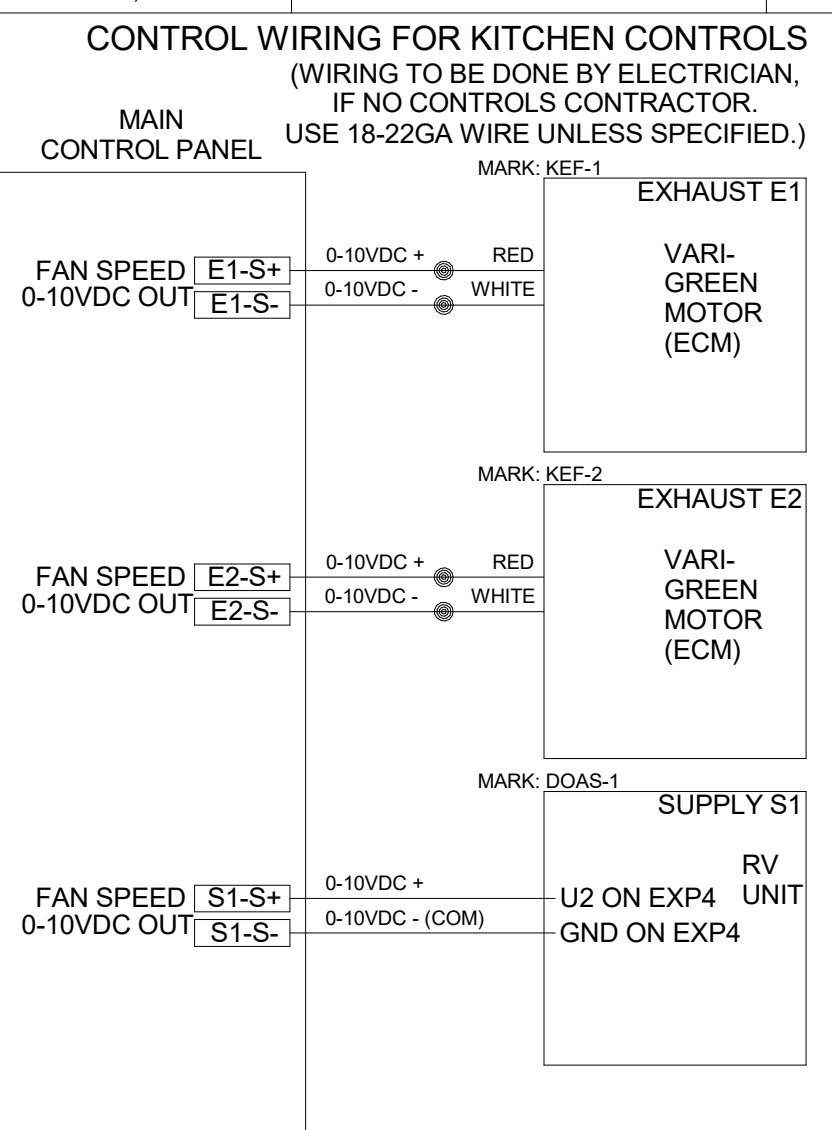 CONTROL WIRING FOR KITCHEN CONTROLS
(WIRING TO BE DONE BY ELECTRICIAN,
IF NO CONTROLS CONTRACTOR.
USE 18-22GA WIRE UNLESS SPECIFIED.)
MAIN
CONTROL PANEL
MARK: KEF-1
EXHAUST E1
FAN SPEED
0-10VDC OUT
E1-S+
E1-S-
0-10VDC + RED
0-10VDC - WHITE
VARI-
GREEN
MOTOR
(ECM)
MARK: KEF-2
EXHAUST E2
FAN SPEED
0-10VDC OUT
E2-S+
E2-S-
0-10VDC + RED
0-10VDC - WHITE
VARI-
GREEN
MOTOR
(ECM)
MARK: DOAS-1
SUPPLY S1
RV
UNIT
FAN SPEED
0-10VDC OUT
S1-S+
S1-S-
0-10VDC +
0-10VDC - (COM)
U2 ON EXP4
GND ON EXP4